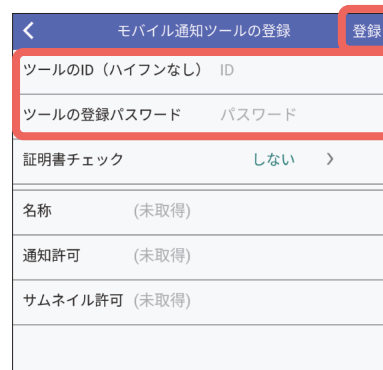 モバイル通知ツールの登録 登録
ツールのID（ハイフンなし） ID
ツールの登録パスワード パスワード
証明書チェック しない
名称 (未取得)
通知許可 (未取得)
サムネイル許可 (未取得)